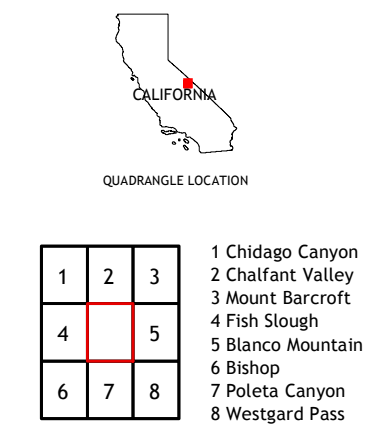 CALIFORNIA
QUADRANGLE LOCATION
1 2 3
4 5
6 7 8
1 Chidago Canyon
2 Chalfant Valley
3 Mount Barcroft
4 Fish Slough
5 Blanco Mountain
6 Bishop
7 Poleta Canyon
8 Westgard Pass